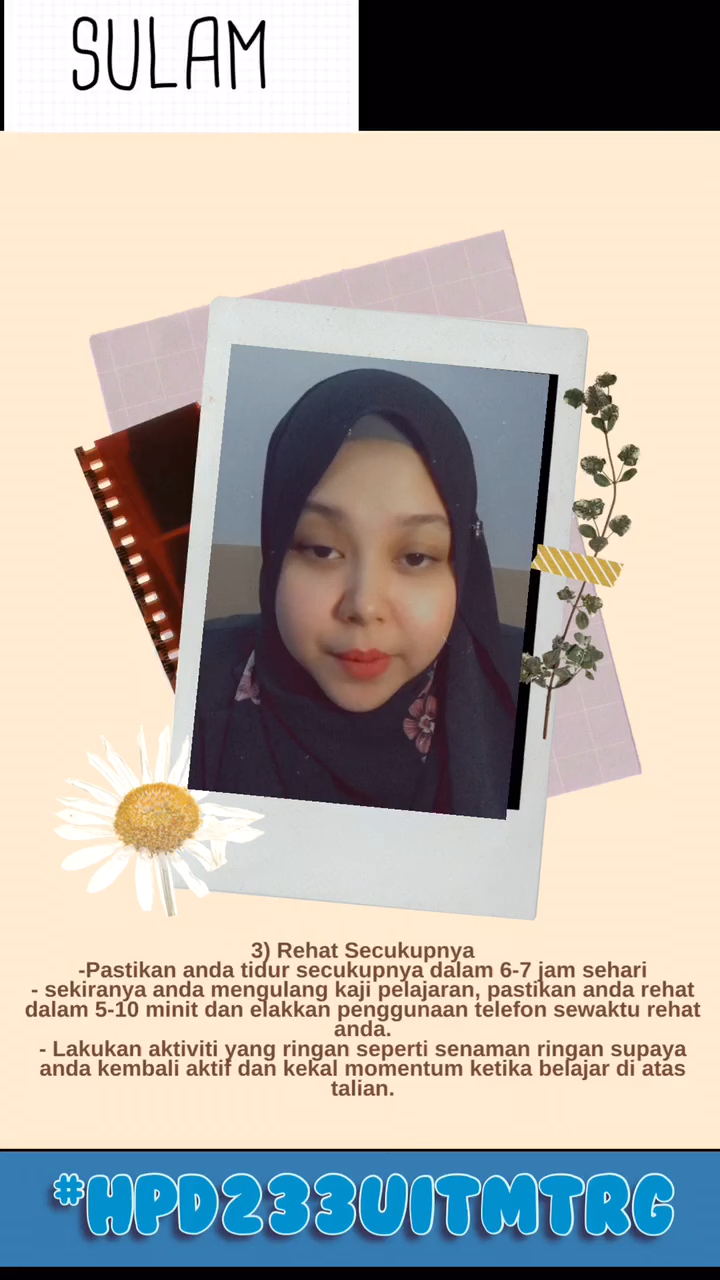 SULAM
3) Rehat Secukupnya
-Pastikan anda tidur secukupnya dalam 6-7 jam sehari
- sekiranya anda mengulang kaji pelajaran, pastikan anda rehat
dalam 5-10 minit dan elakkan penggunaan telefon sewaktu rehat
anda.
- Lakukan aktiviti yang ringan seperti senaman ringan supaya
anda kembali aktif dan kekal momentum ketika belajar di atas
talian.
#HPD233UITMTRG